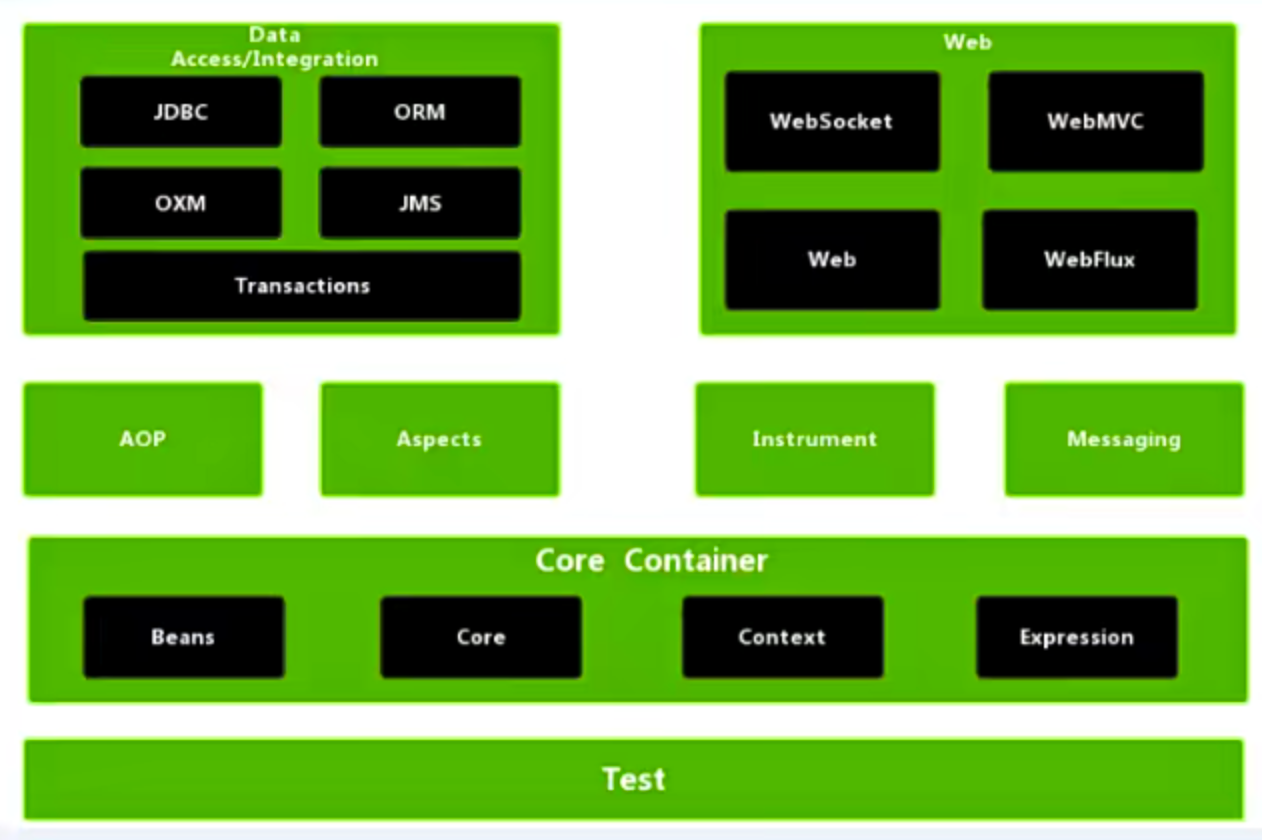 Data
Access/Integration
JDBC
ORM
OXM
JMS
Transactions
Web
WebSocket
WebMVC
Web
WebFlux
AOP
Aspects
Instrument
Messaging
Core Container
Beans
Core
Context
Expression
Test